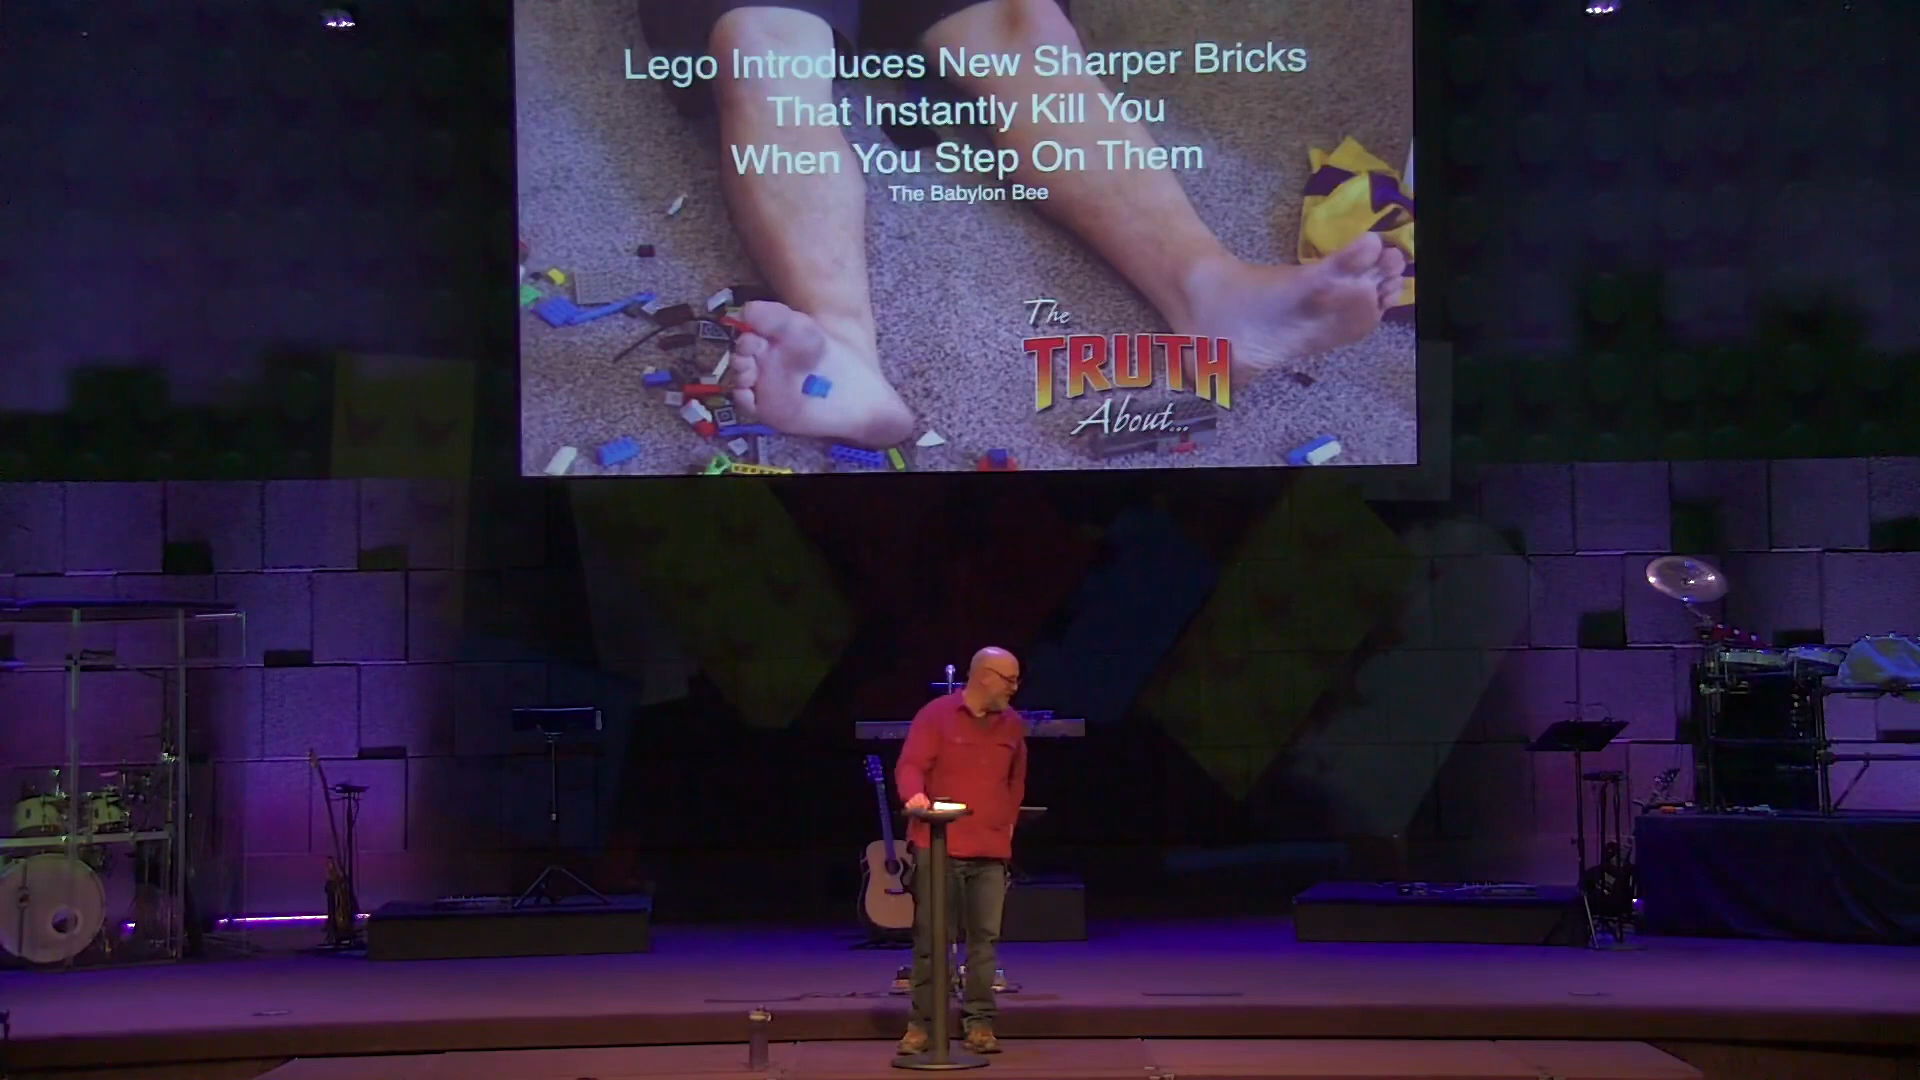 Lego Introduces New Sharper Bricks
That Instantly Kill You
When You Step On Them
The Babylon Bee
The
TRUTH
About...